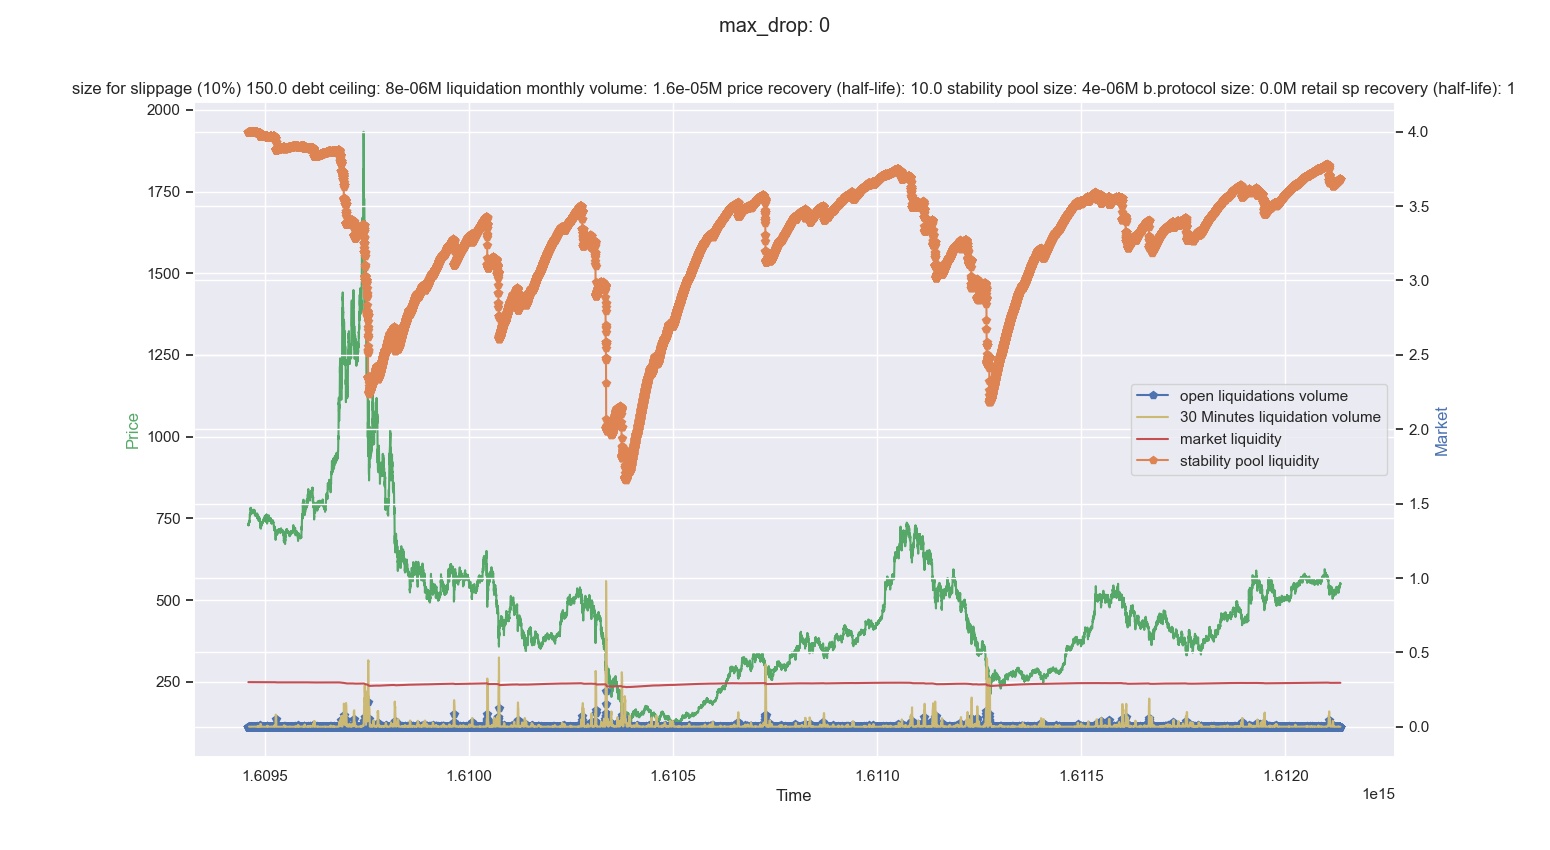 max_drop: 0
size for slippage (10%) 150.0 debt ceiling: 8e-06M liquidation monthly volume: 1.6e-05M price recovery (half-life): 10.0 stability pool size: 4e-06M b.protocol size: 0.0M retail sp recovery (half-life): 1
2000
1750
1500
1250
1000
750
500
250
Price
4.0
3.5
3.0
2.5
2.0
1.5
1.0
0.5
0.0
Market
open liquidations volume
30 Minutes liquidation volume
market liquidity
stability pool liquidity
1.6095 1.6100 1.6105 1.6110 1.6115 1.6120
Time
1e15